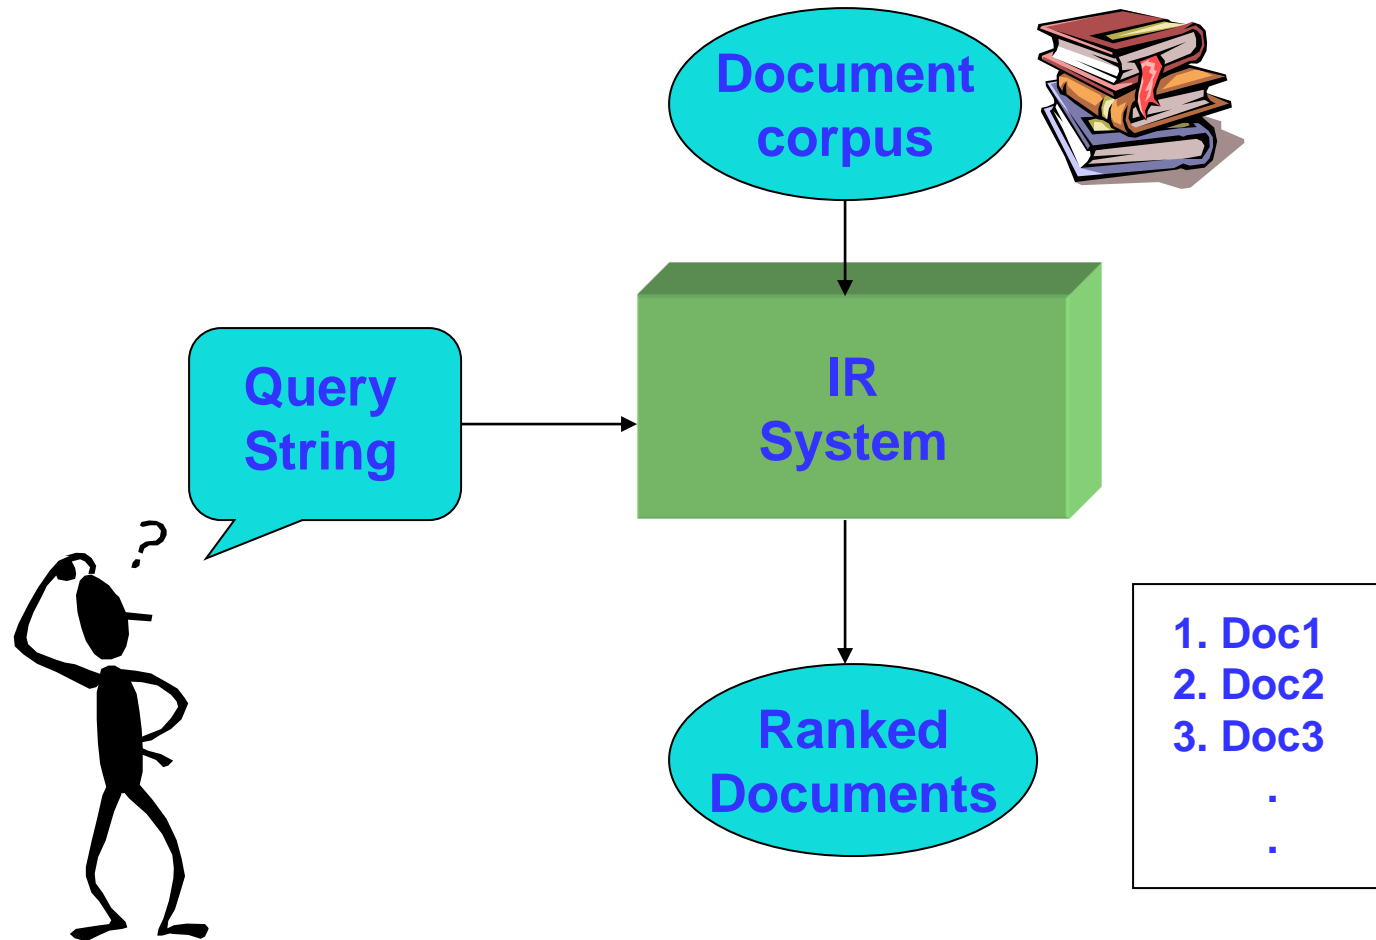 Document
corpus
Query
String
?
IR
System
Ranked
Documents
1. Doc1
2. Doc2
3. Doc3
.
.